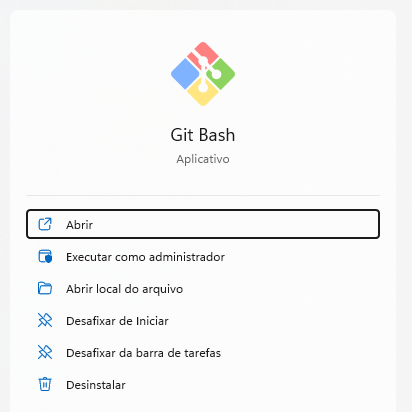 Git Bash
Aplicativo
Abrir
Executar como administrador
Abrir local do arquivo
Desafixar de Iniciar
Desafixar da barra de tarefas
Desinstalar